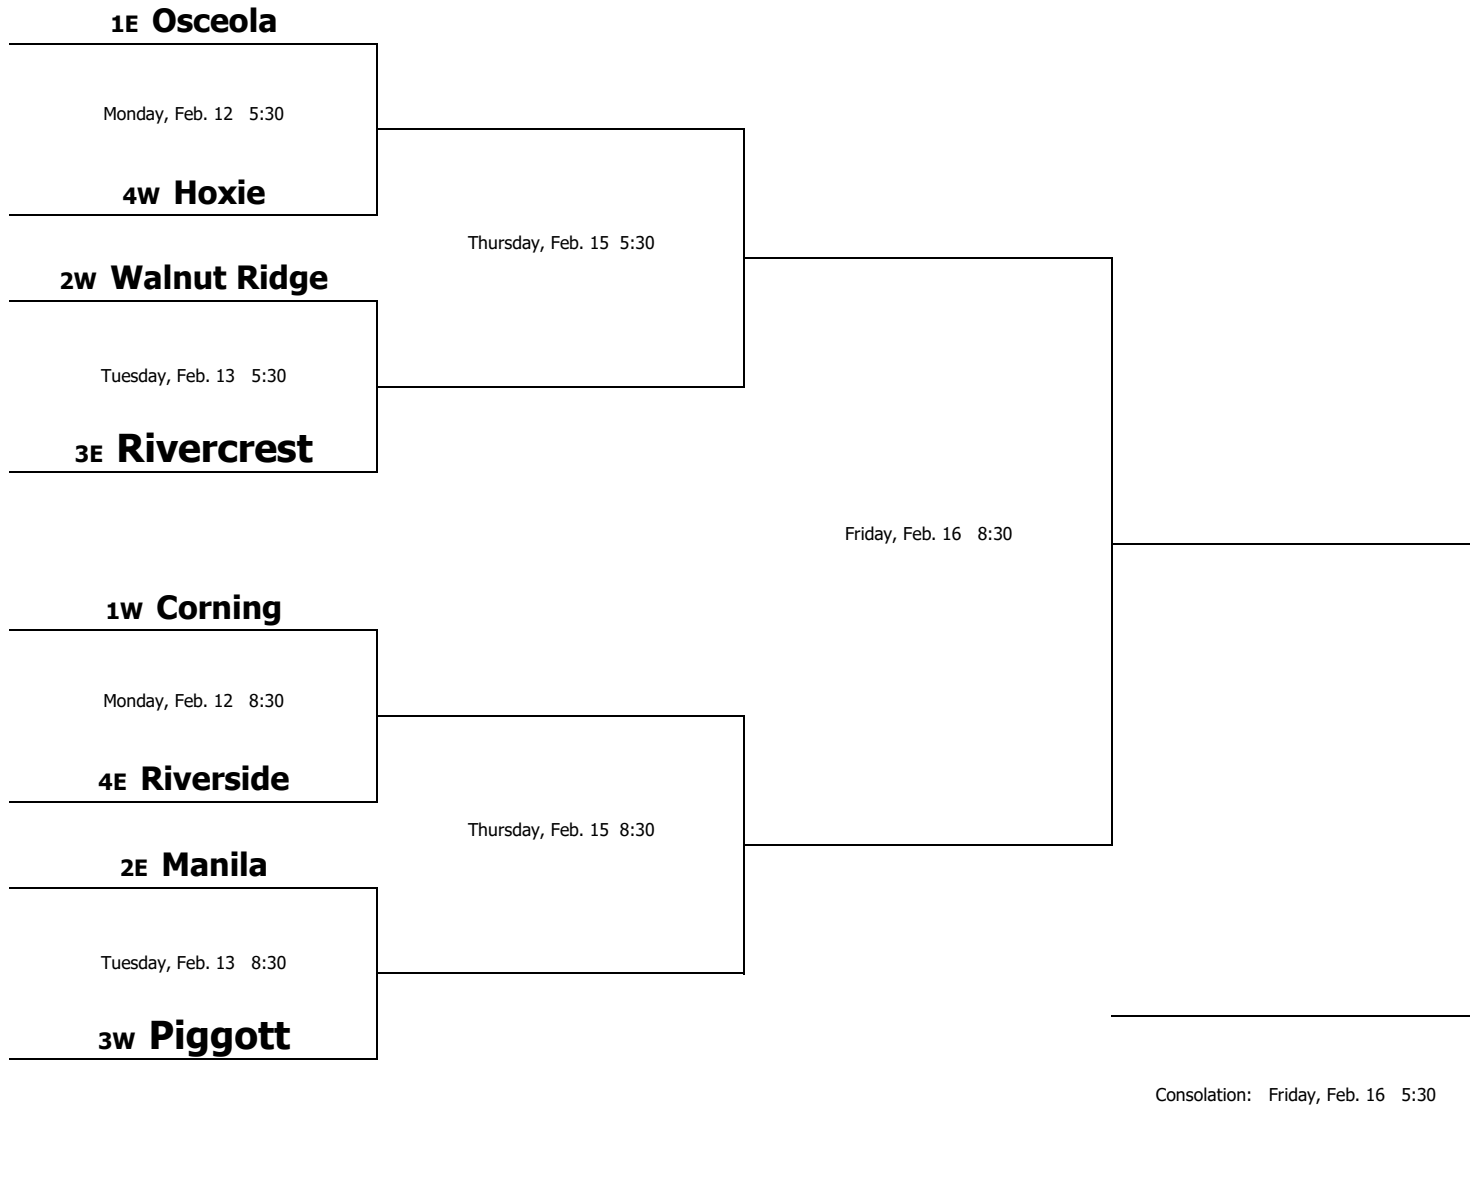 1E Osceola
Monday, Feb. 12 5:30
4W Hoxie
Thursday, Feb. 15 5:30
2W Walnut Ridge
Tuesday, Feb. 13 5:30
3E Rivercrest
Friday, Feb. 16 8:30
1W Corning
Monday, Feb. 12 8:30
4E Riverside
Thursday, Feb. 15 8:30
2E Manila
Tuesday, Feb. 13 8:30
3W Piggott
Consolation: Friday, Feb. 16 5:30